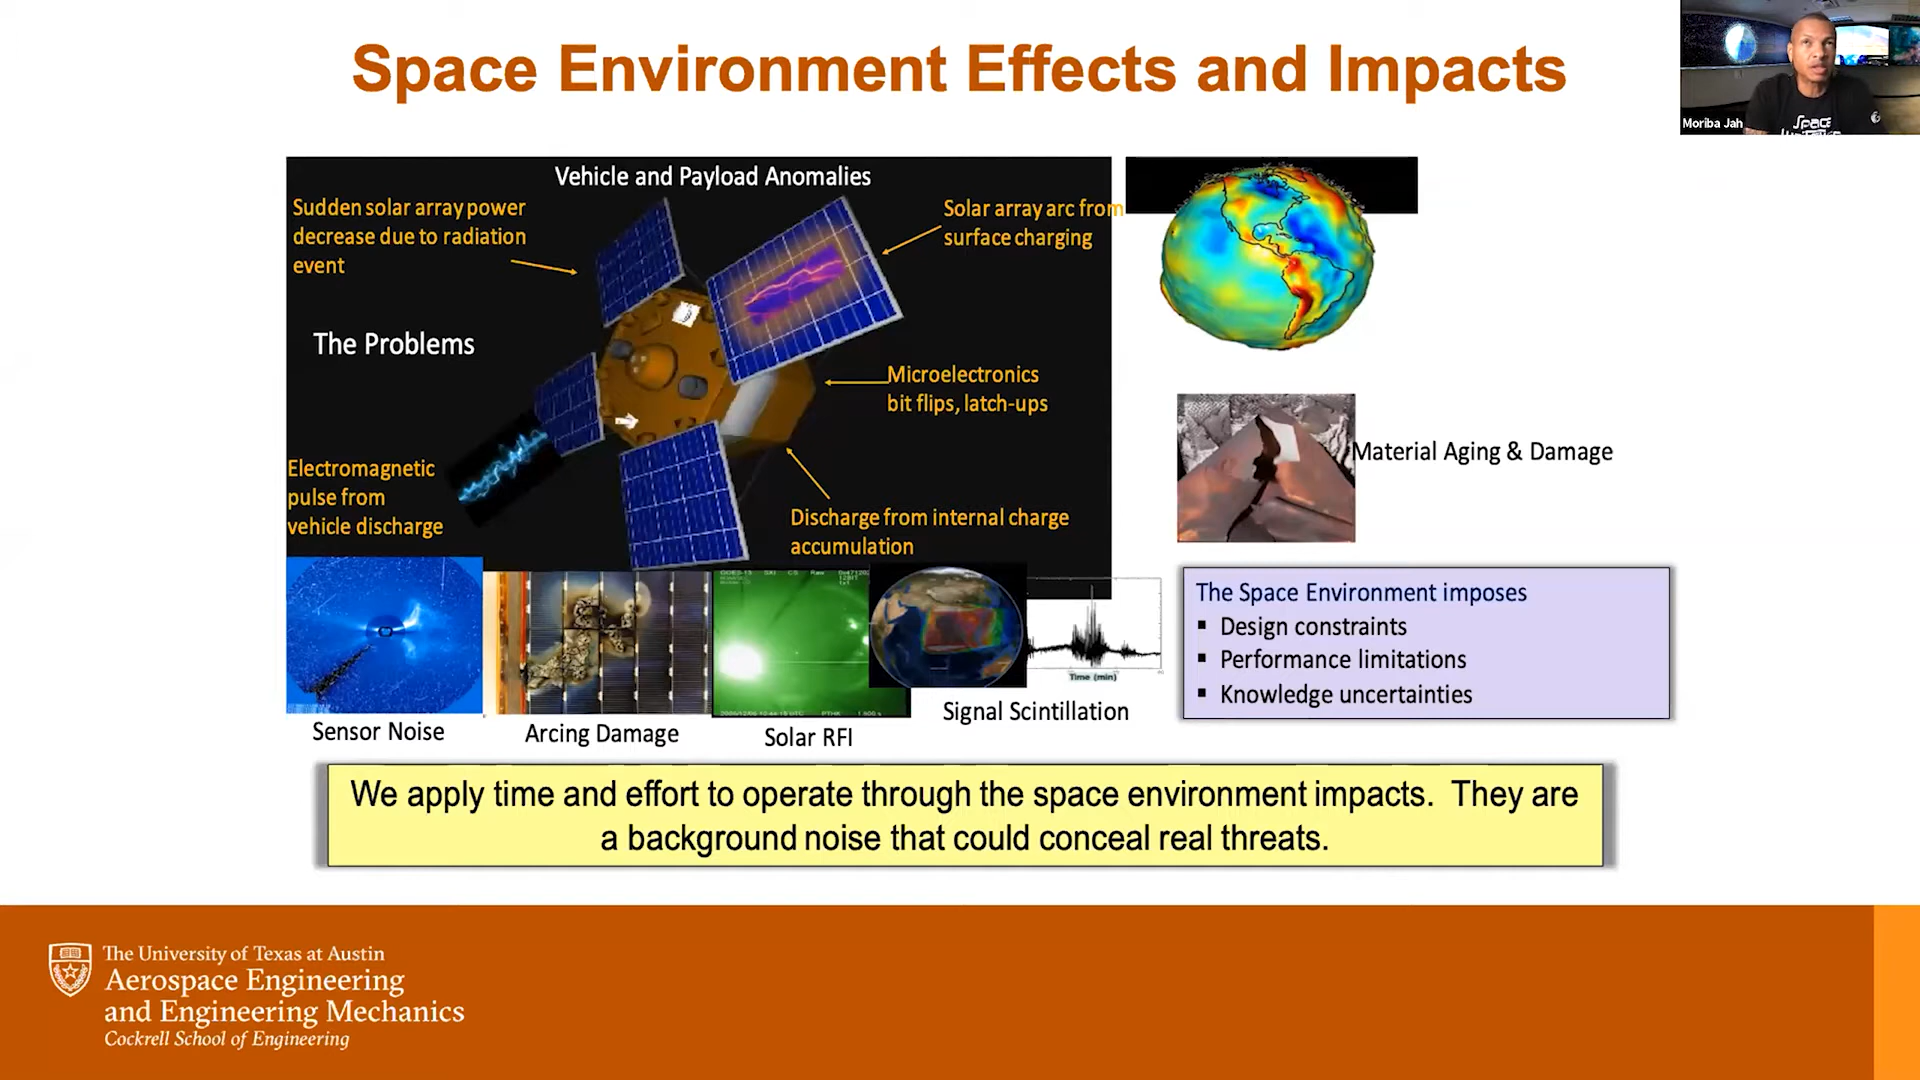 Space Environment Effects and Impacts
Moriba Jah
Space
Vehicle and Payload Anomalies
Sudden solar array power
decrease due to radiation
event
Solar array arc from
surface charging
The Problems
Microelectronics
bit flips, latch-ups
Electromagnetic
pulse from
vehicle discharge
Discharge from internal charge
accumulation
Material Aging & Damage
The Space Environment imposes
▪ Design constraints
▪ Performance limitations
▪ Knowledge uncertainties
Time (min)
Sensor Noise
Arcing Damage
Solar RFI
Signal Scintillation
We apply time and effort to operate through the space environment impacts. They are
a background noise that could conceal real threats.
The University of Texas at Austin
Aerospace Engineering
and Engineering Mechanics
Cockrell School of Engineering